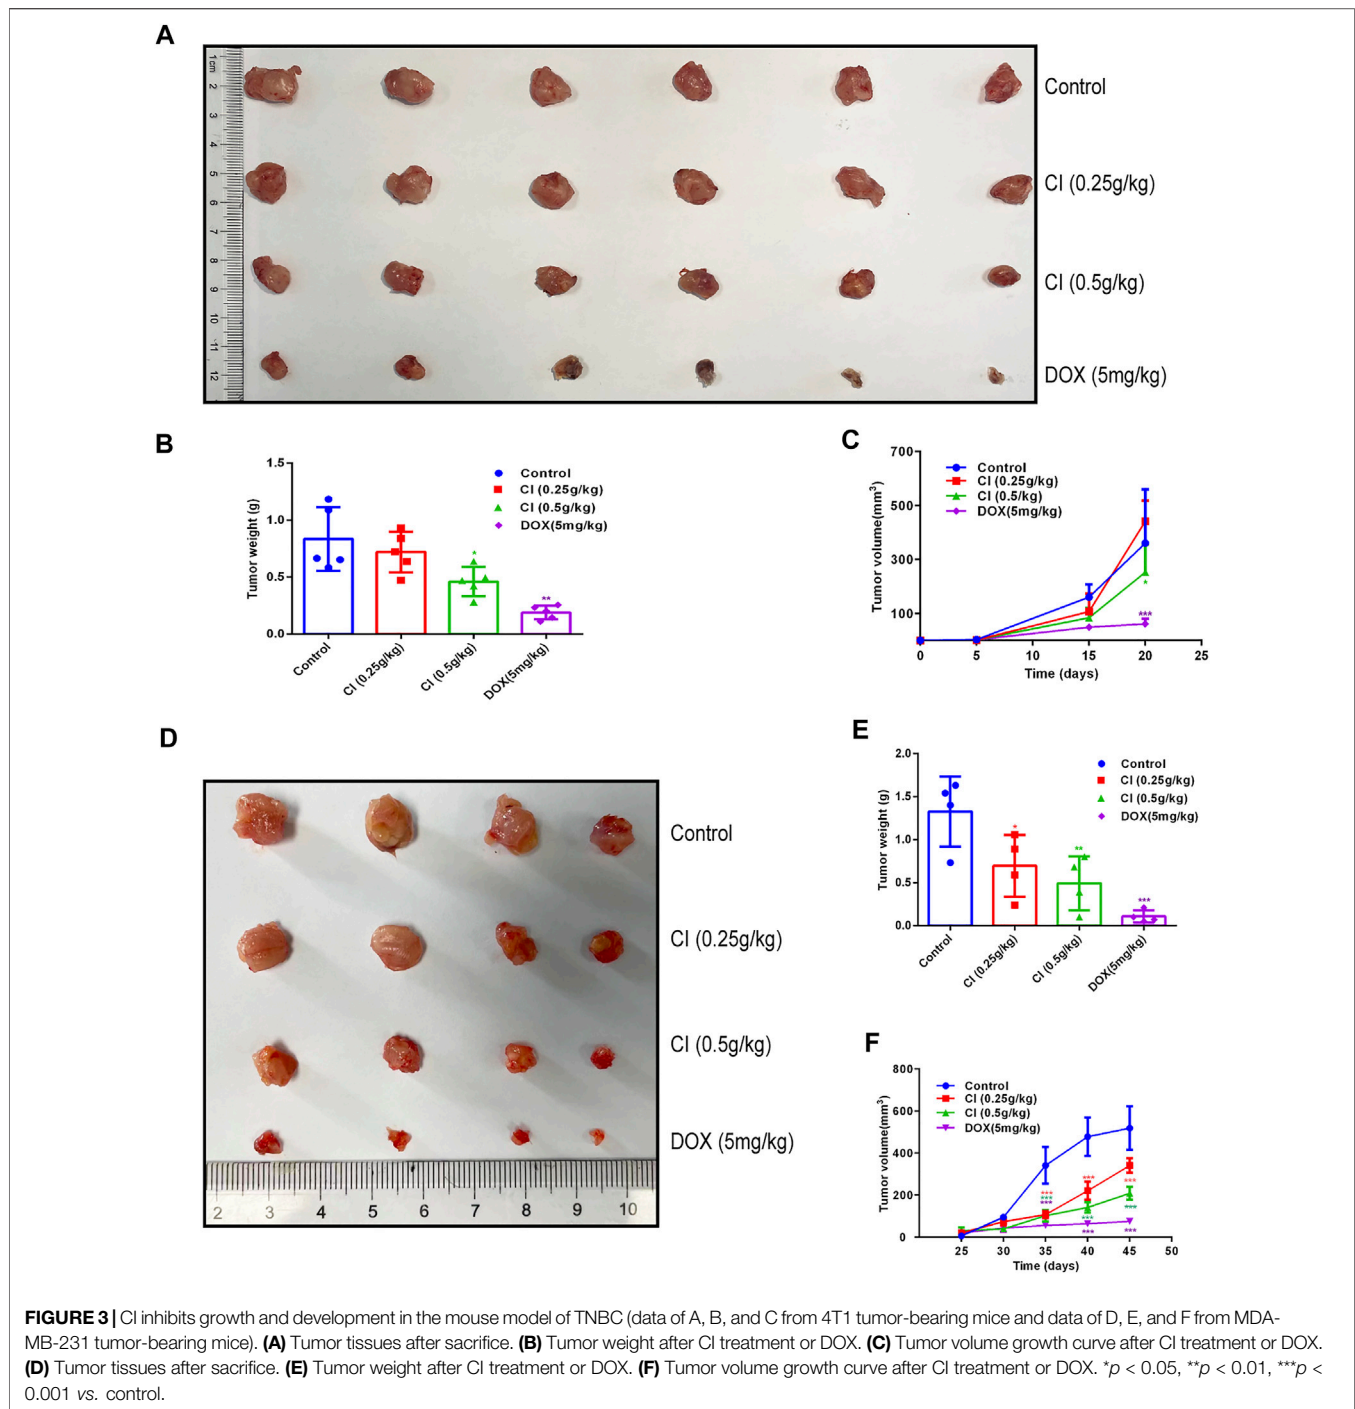 A
1cm
2
3
4
5
6
7
8
9
10
11
12
Control
CI (0.25g/kg)
CI (0.5g/kg)
DOX (5mg/kg)
B
Tumor weight (g)
1.5
1.0
0.5
0.0
Control
CI (0.25g/kg)
CI (0.5g/kg)
DOX(5mg/kg)
*
**
Control
CI (0.25g/kg)
CI (0.5g/kg)
DOX(5mg/kg)
C
Tumor volume(mm³)
700
500
300
100
Control
CI (0.25g/kg)
CI (0.5/kg)
DOX(5mg/kg)
*
***
0 5 10 15 20 25
Time (days)
D
Control
CI (0.25g/kg)
CI (0.5g/kg)
DOX (5mg/kg)
2 3 4 5 6 7 8 9 10
E
Tumor weight (g)
2.0
1.5
1.0
0.5
0.0
Control
CI (0.25g/kg)
CI (0.5g/kg)
DOX(5mg/kg)
*
**
***
Control
CI (0.25g/kg)
CI (0.5g/kg)
DOX(5mg/kg)
F
Tumor volume(mm³)
800
600
400
200
0
Control
CI (0.25g/kg)
CI (0.5g/kg)
DOX(5mg/kg)
***
***
***
***
***
***
***
***
***
25 30 35 40 45 50
Time (days)
FIGURE 3 | CI inhibits growth and development in the mouse model of TNBC (data of A, B, and C from 4T1 tumor-bearing mice and data of D, E, and F from MDA-
MB-231 tumor-bearing mice). (A) Tumor tissues after sacrifice. (B) Tumor weight after CI treatment or DOX. (C) Tumor volume growth curve after CI treatment or DOX.
(D) Tumor tissues after sacrifice. (E) Tumor weight after CI treatment or DOX. (F) Tumor volume growth curve after CI treatment or DOX. *p < 0.05, **p < 0.01, ***p <
0.001 vs. control.